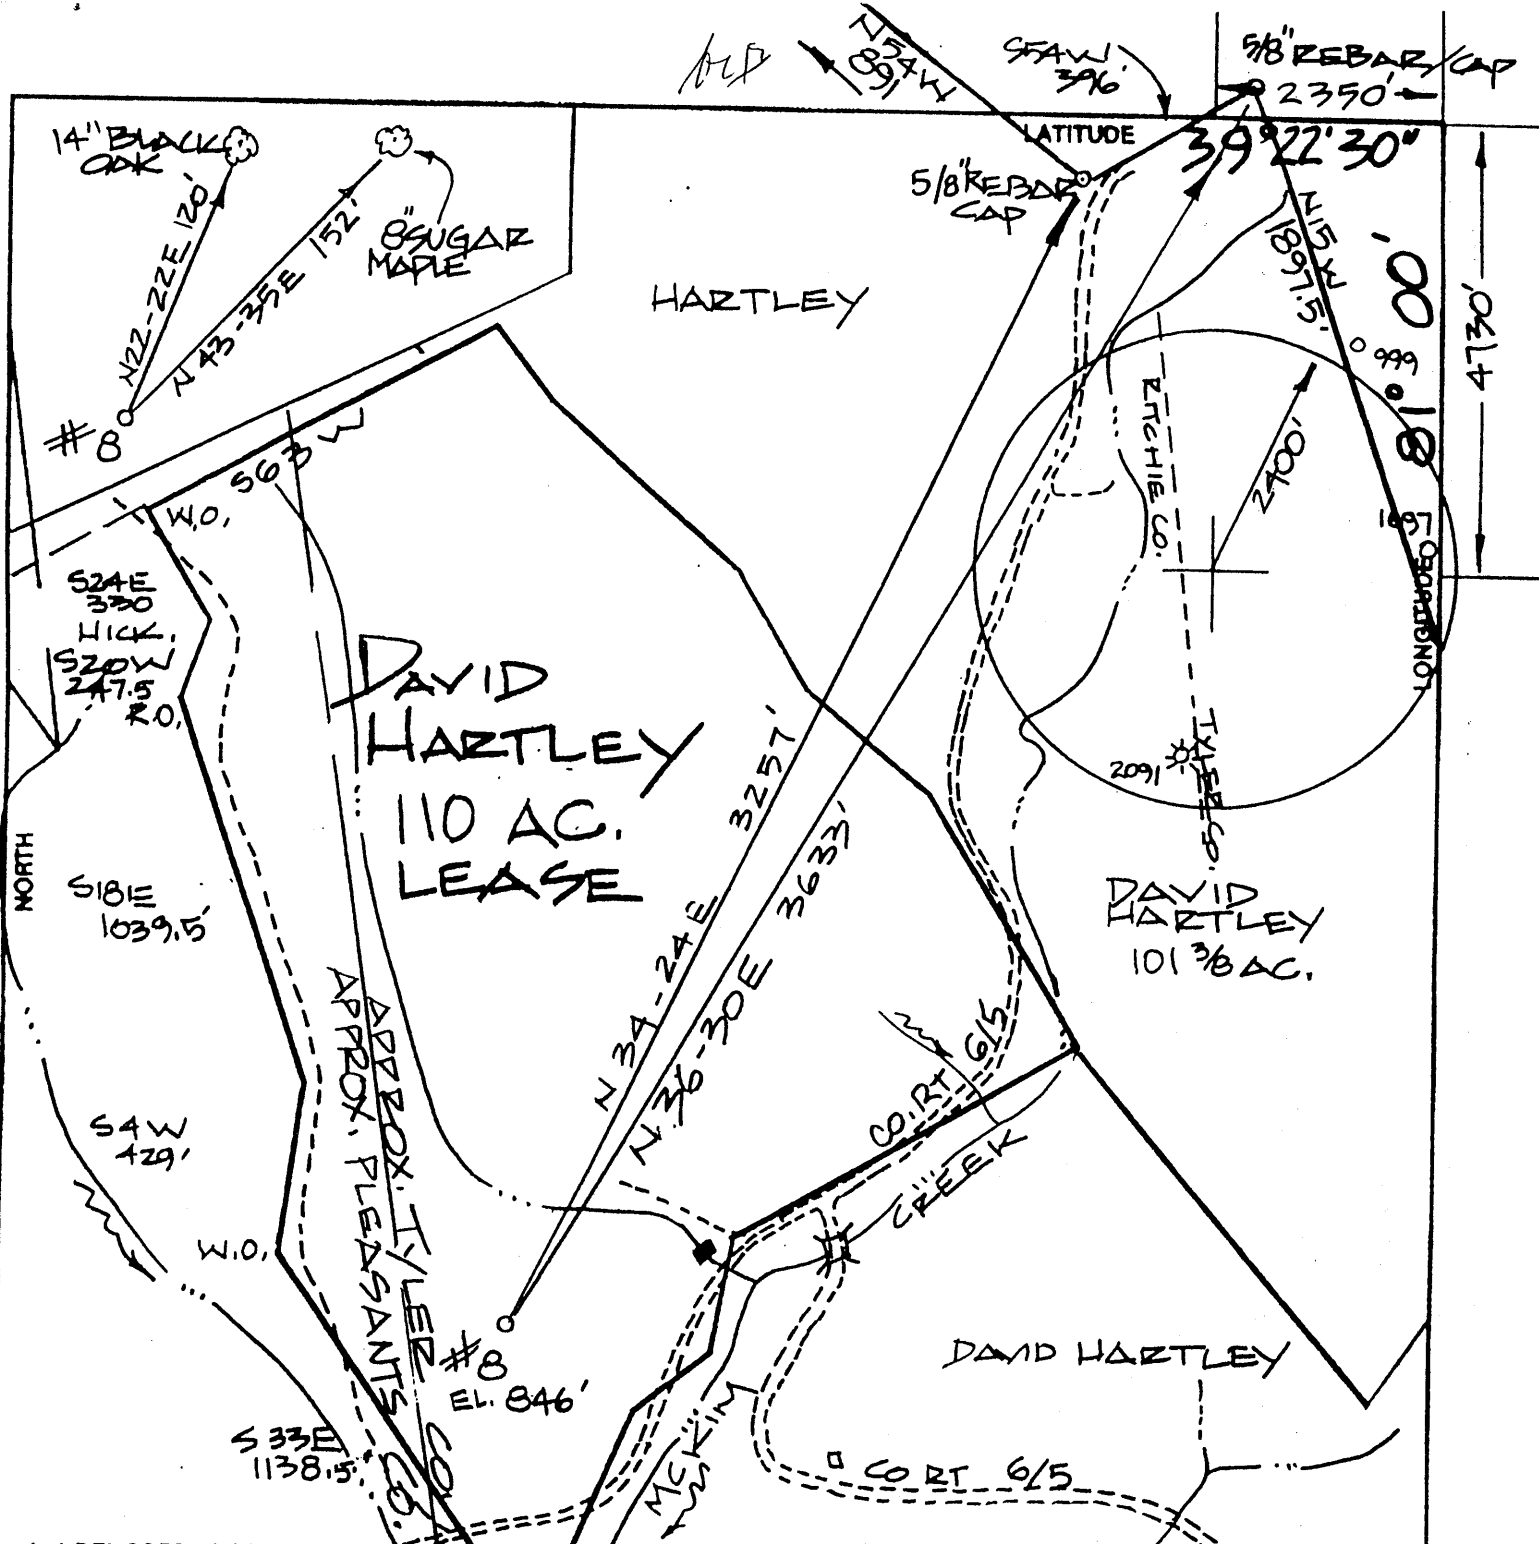 N54W
891
S54W
396'
5/8" REBAR/CAP
2350'
LATITUDE
39°22'30"
14" BLACK
OAK
N22-22E 120'
N43-35E 152'
8" SUGAR
MAPLE
#8
5/8" REBAR
CAP
HARTLEY
N15W
1897.5'
81°00'
LONGITUDE
4730'
999
1697
RITCHIE CO.
TYLER CO.
2400'
2091
S63W
W.O.
S24E
330
HICK.
S20W
247.5
R.O.
DAVID
HARTLEY
110 AC.
LEASE
NORTH
S18E
1039.5'
N34-24E 3257'
N36-30E 3633'
DAVID
HARTLEY
101 3/8 AC.
CO. RT 6/5
CREEK
S4W
429'
W.O.
APPROX. TYLER CO.
APPROX. PLEASANTS CO.
#8
EL. 846'
S33E
1138.5'
McKIM
DAVID HARTLEY
CO RT 6/5